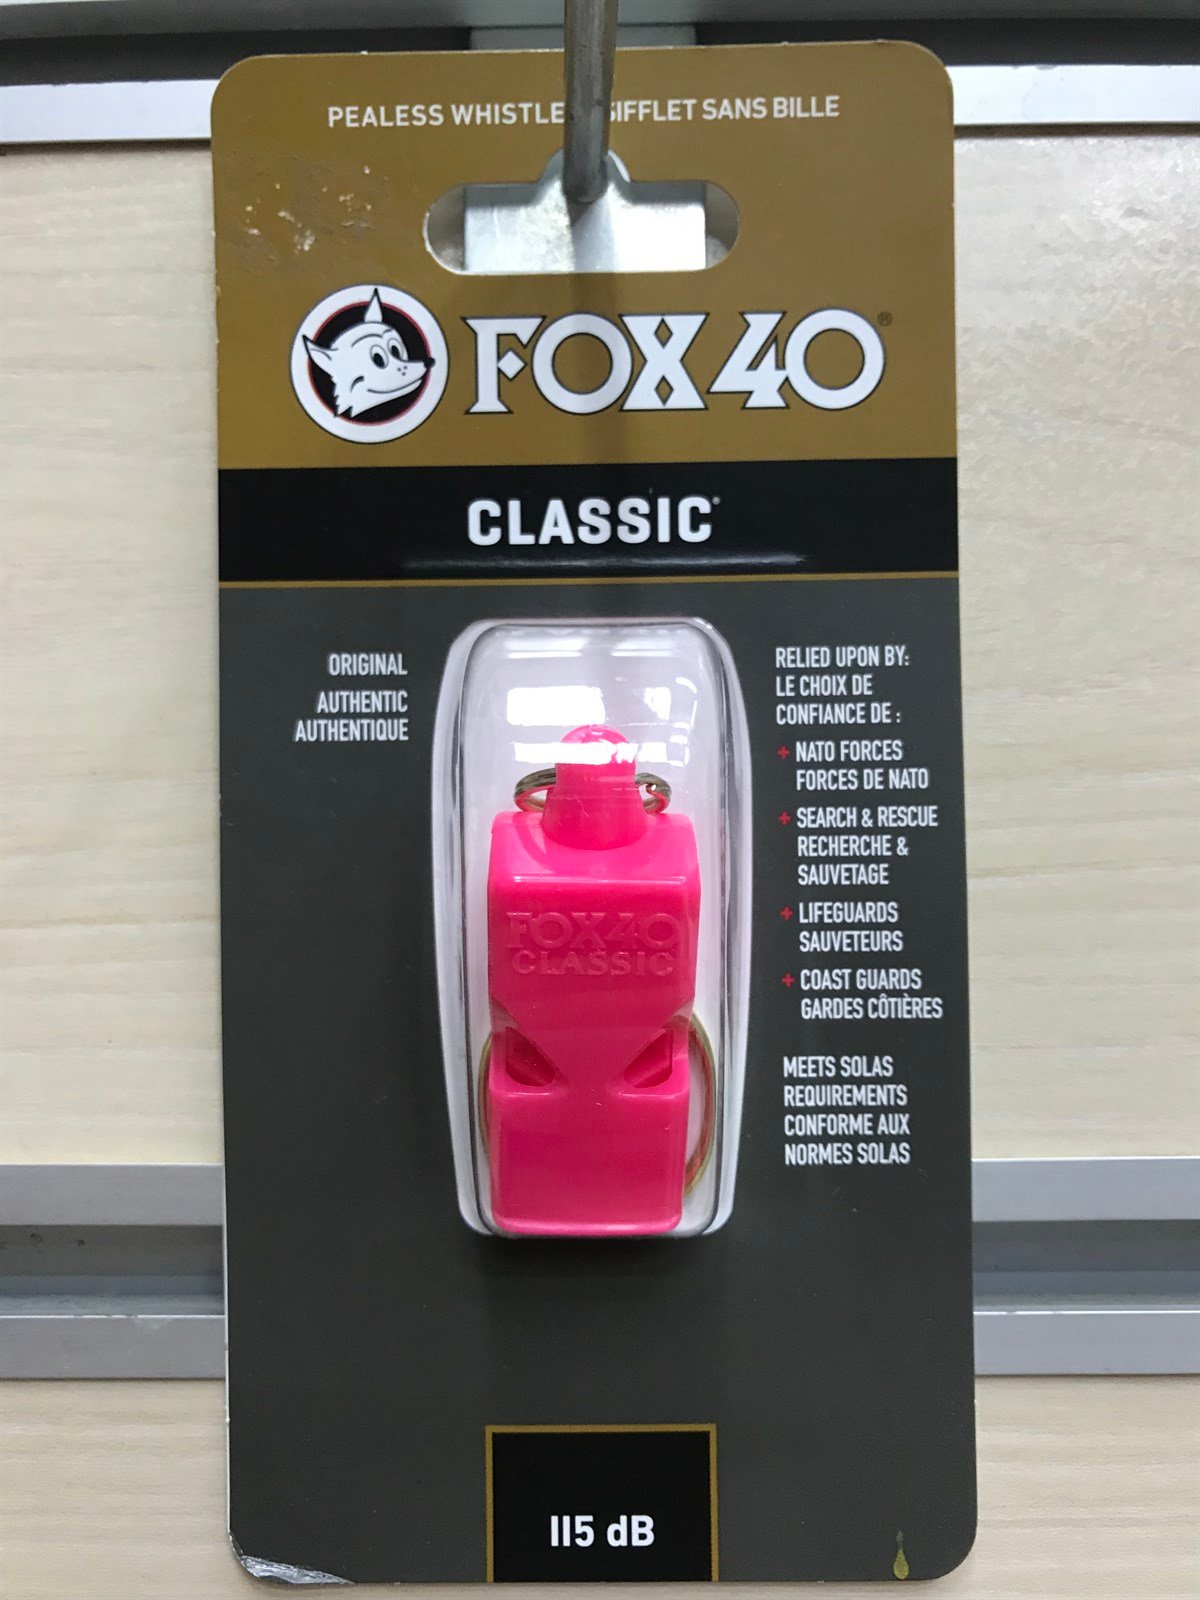 PEALESS WHISTLE SIFFLET SANS BILLE
FOX 40®
CLASSIC
ORIGINAL
AUTHENTIC
AUTHENTIQUE
FOX 40
CLASSIC
RELIED UPON BY:
LE CHOIX DE
CONFIANCE DE :
+ NATO FORCES
FORCES DE NATO
+ SEARCH & RESCUE
RECHERCHE &
SAUVETAGE
+ LIFEGUARDS
SAUVETEURS
+ COAST GUARDS
GARDES CÔTIÈRES
MEETS SOLAS
REQUIREMENTS
CONFORME AUX
NORMES SOLAS
115 dB